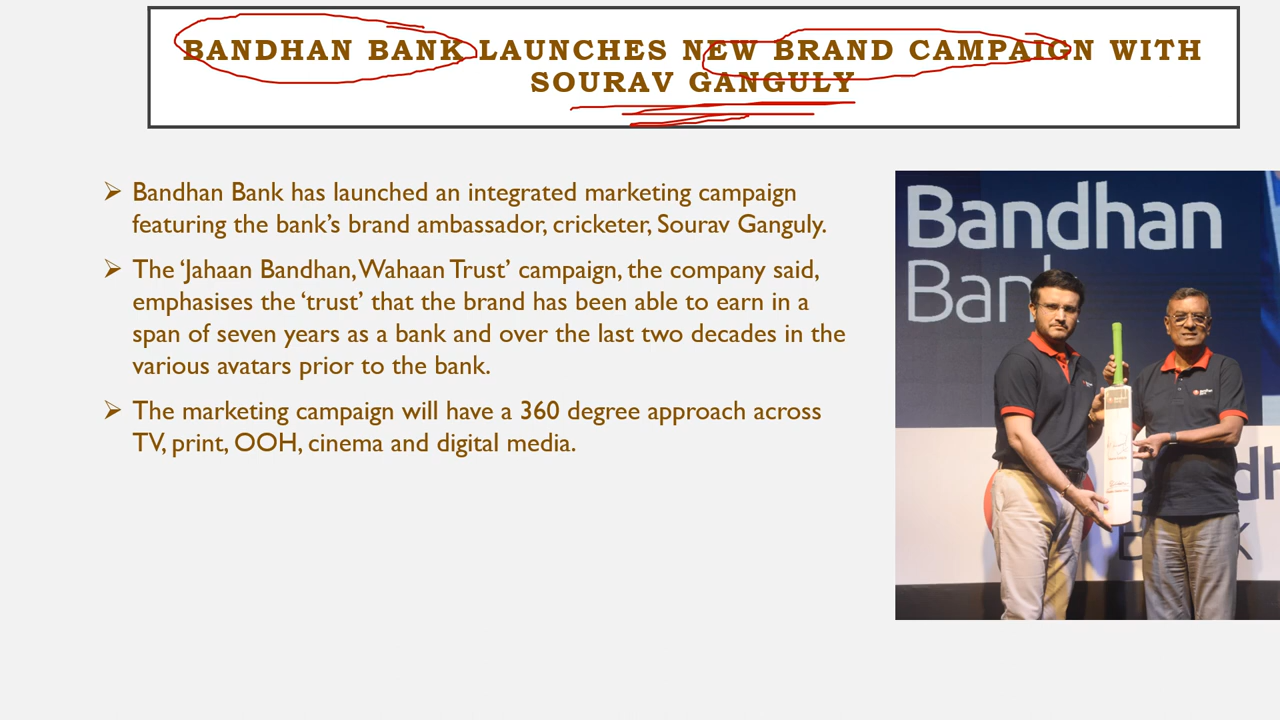 BANDHAN BANK LAUNCHES NEW BRAND CAMPAIGN WITH
SOURAV GANGULY
➢ Bandhan Bank has launched an integrated marketing campaign
featuring the bank’s brand ambassador, cricketer, Sourav Ganguly.
➢ The ‘Jahaan Bandhan, Wahaan Trust’ campaign, the company said,
emphasises the ‘trust’ that the brand has been able to earn in a
span of seven years as a bank and over the last two decades in the
various avatars prior to the bank.
➢ The marketing campaign will have a 360 degree approach across
TV, print, OOH, cinema and digital media.
Bandhan
Bank